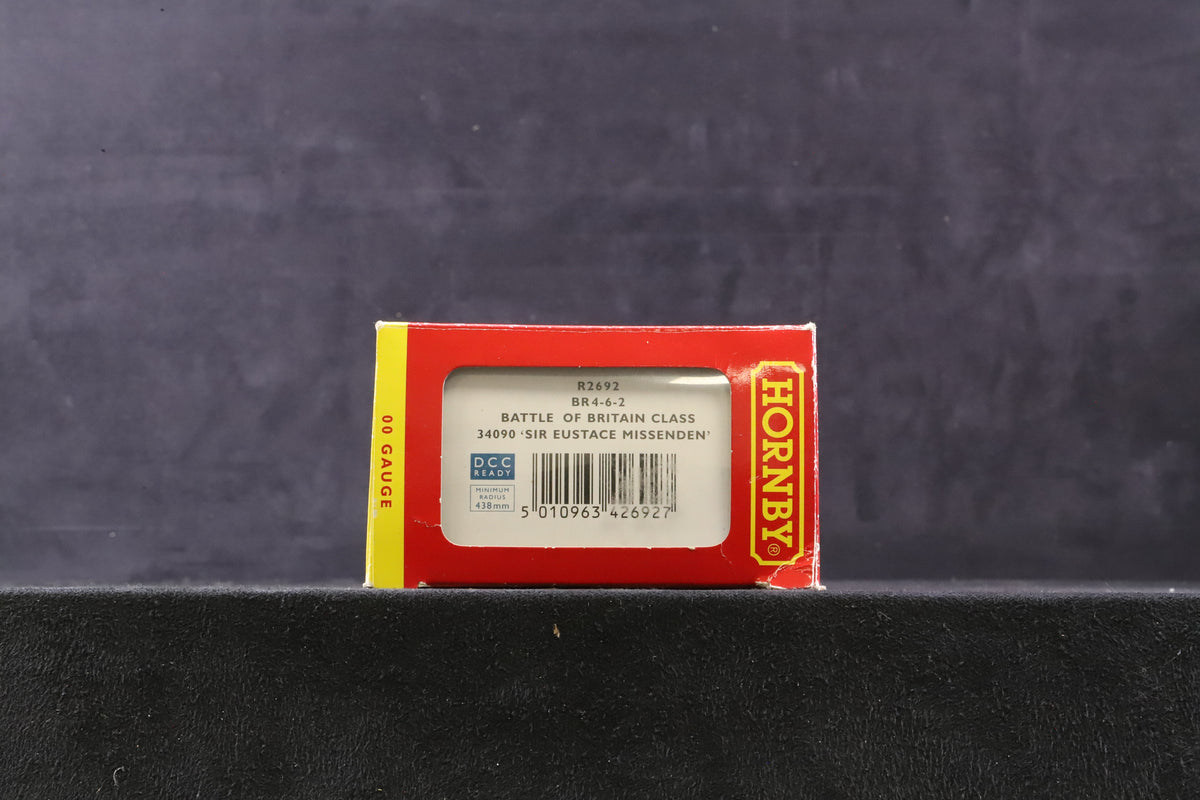 00 GAUGE
R2692
BR 4-6-2
BATTLE OF BRITAIN CLASS
34090 ‘SIR EUSTACE MISSENDEN’
DCC
READY
MINIMUM
RADIUS
438mm
5 010963 426927
HORNBY®